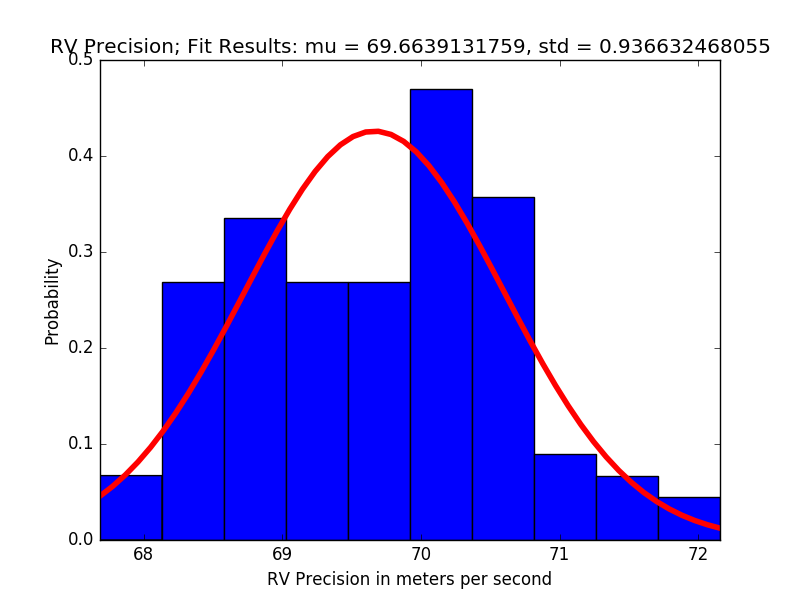 RV Precision; Fit Results: mu = 69.6639131759, std = 0.936632468055
0.5
0.4
0.3
0.2
0.1
0.0
Probability
68 69 70 71 72
RV Precision in meters per second